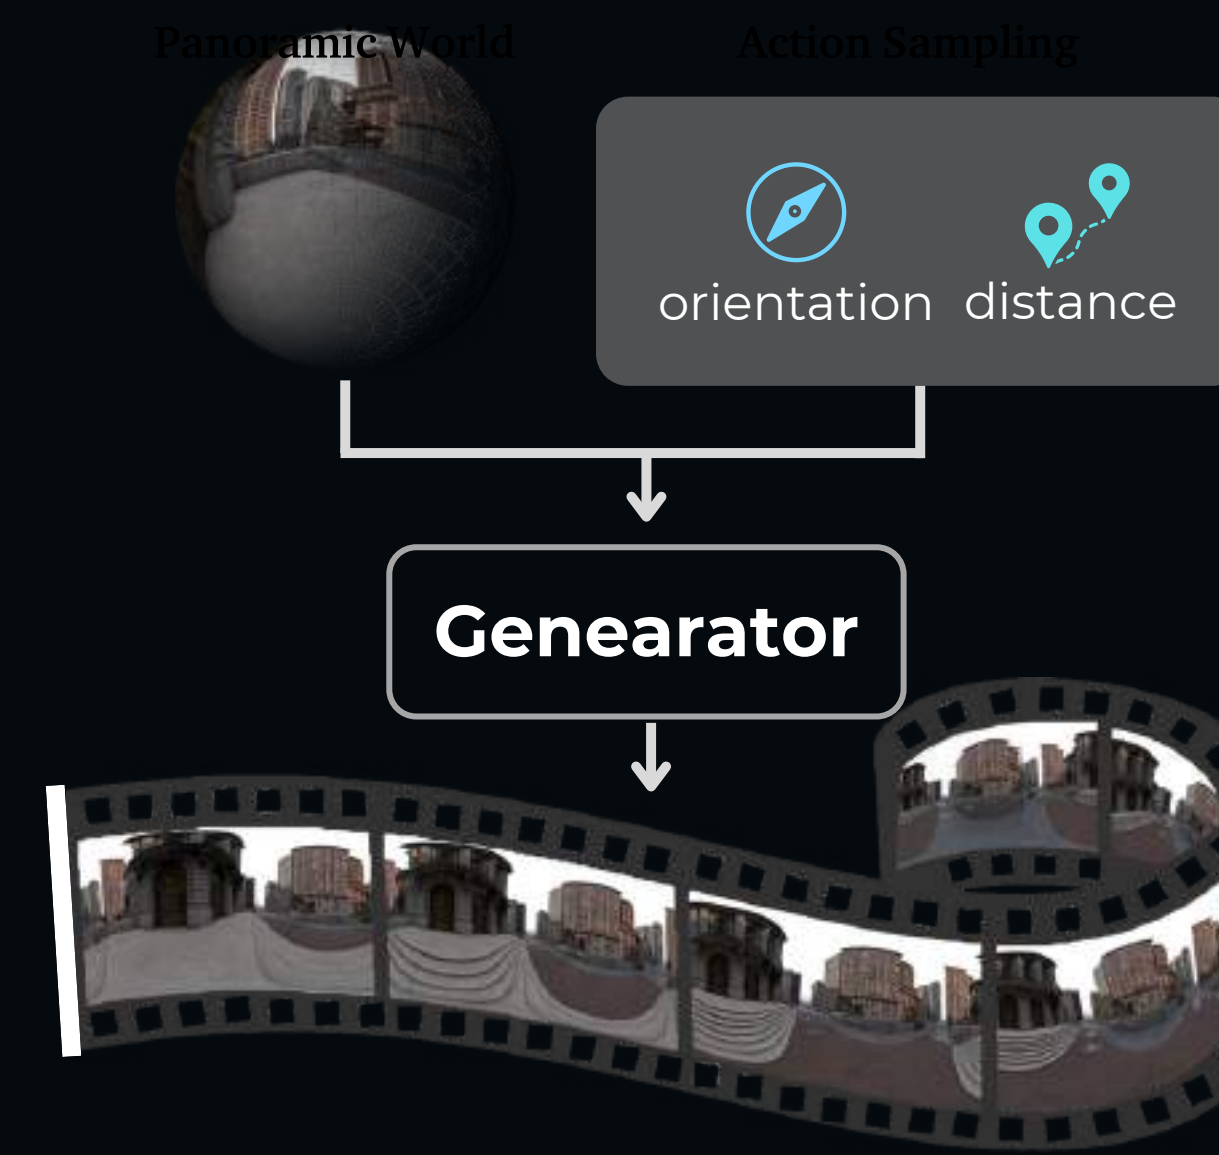 Panoramic World
Action Sampling
orientation
distance
Genearator